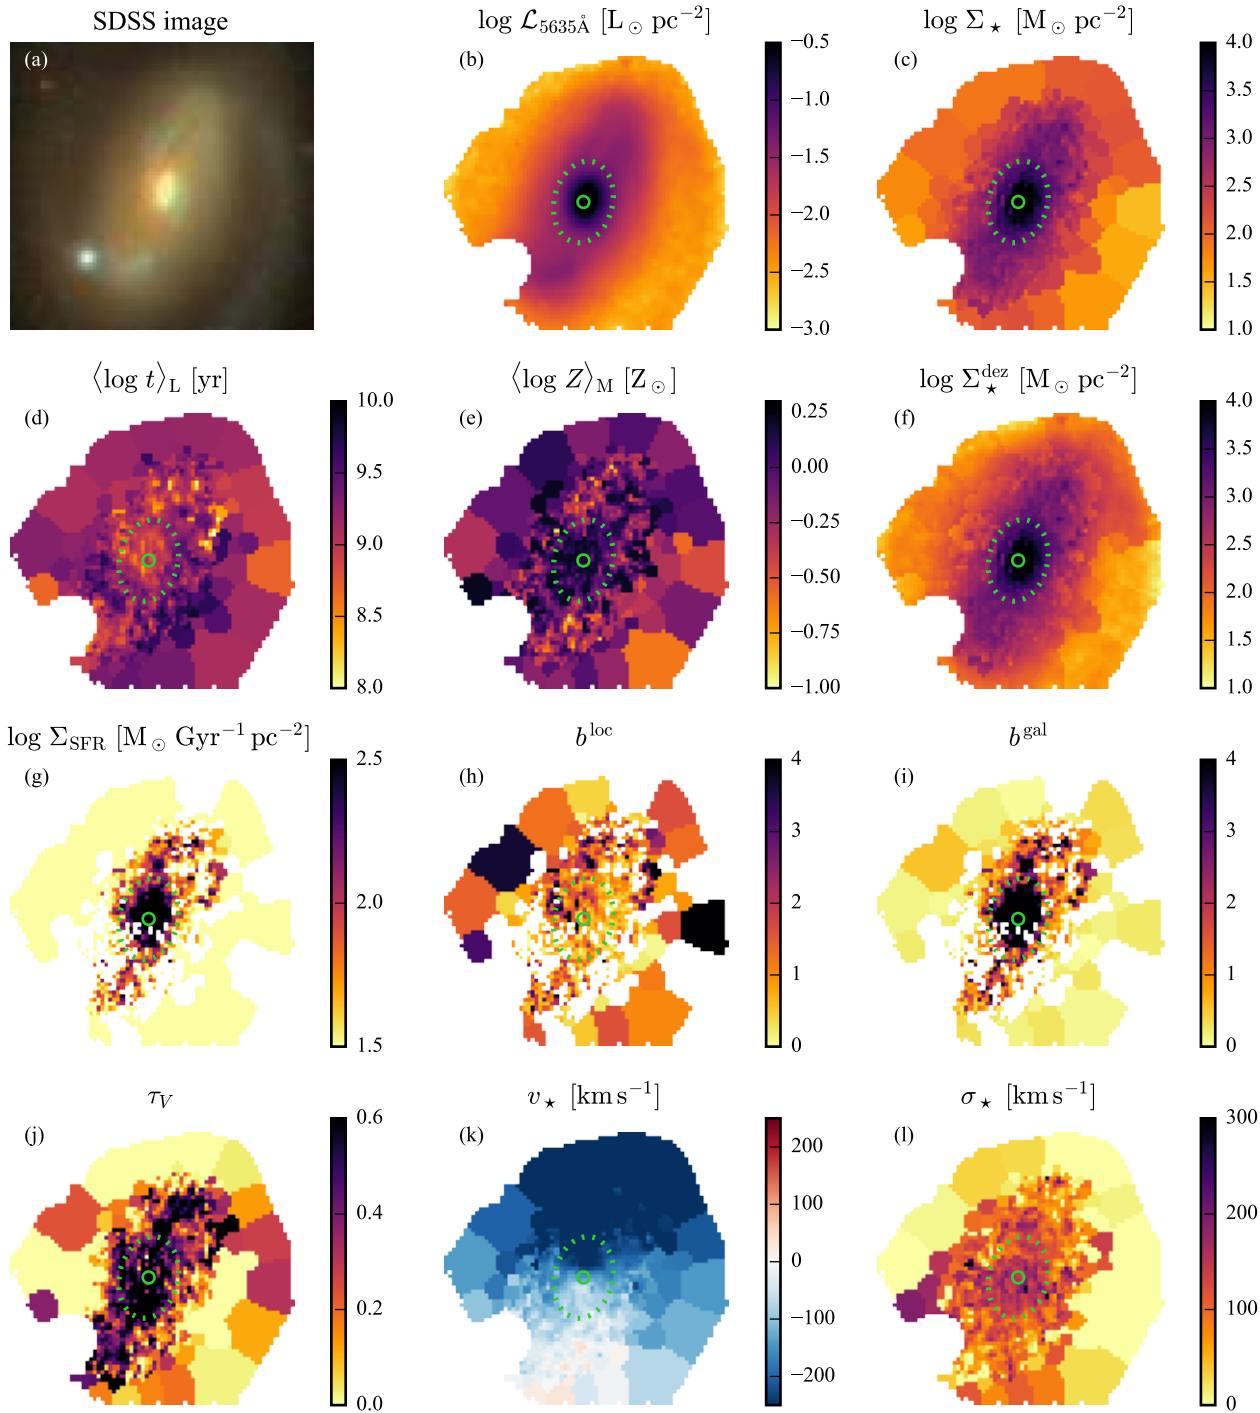 SDSS image
log ℒ₅₆₃₅Å [L⊙ pc⁻²]
log Σ⋆ [M⊙ pc⁻²]
(a)
(b)
(c)
−0.5
−1.0
−1.5
−2.0
−2.5
−3.0
4.0
3.5
3.0
2.5
2.0
1.5
1.0
⟨log t⟩L [yr]
⟨log Z⟩M [Z⊙]
log Σ⋆ᵈᵉᶻ [M⊙ pc⁻²]
(d)
(e)
(f)
10.0
9.5
9.0
8.5
8.0
0.25
0.00
−0.25
−0.50
−0.75
−1.00
4.0
3.5
3.0
2.5
2.0
1.5
1.0
log ΣSFR [M⊙ Gyr⁻¹ pc⁻²]
bˡᵒᶜ
bᵍᵃˡ
(g)
(h)
(i)
2.5
2.0
1.5
4
3
2
1
0
4
3
2
1
0
τV
v⋆ [km s⁻¹]
σ⋆ [km s⁻¹]
(j)
(k)
(l)
0.6
0.4
0.2
0.0
200
100
0
−100
−200
300
200
100
0